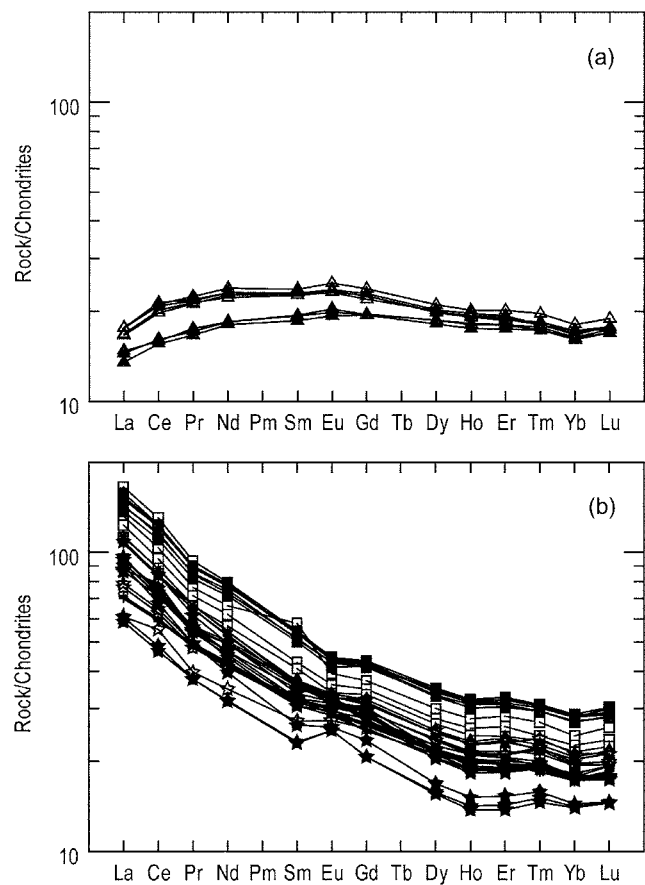 (a)
100
Rock/Chondrites
10
La Ce Pr Nd Pm Sm Eu Gd Tb Dy Ho Er Tm Yb Lu
(b)
100
Rock/Chondrites
10
La Ce Pr Nd Pm Sm Eu Gd Tb Dy Ho Er Tm Yb Lu